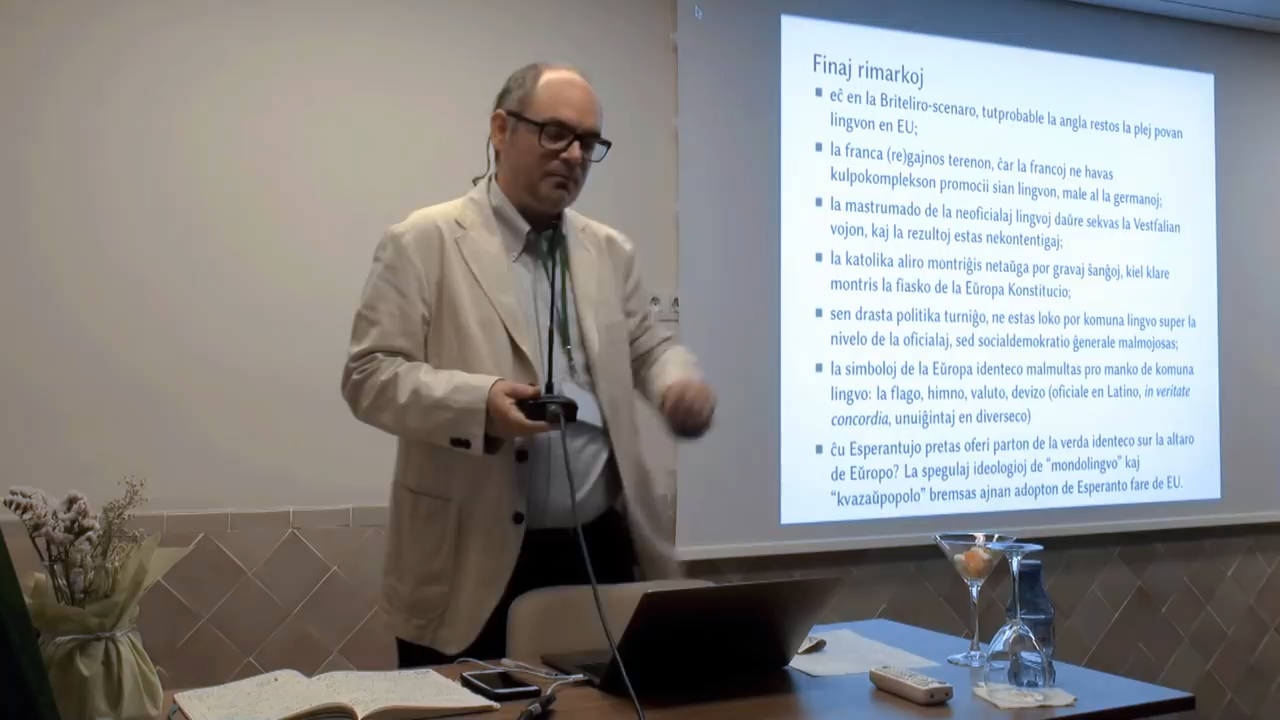 Finaj rimarkoj
eĉ en la Briteliro-scenaro, tutprobable la angla restos la plej povan
lingvon en EU;
la franca (re)gajnos terenon, ĉar la francoj ne havas
kulpokomplekson promocii sian lingvon, male al la germanoj;
la mastrumado de la neoficialaj lingvoj daŭre sekvas la Vestfalian
vojon, kaj la rezultoj estas nekontentigaj;
la katolika aliro montriĝis netaŭga por gravaj ŝanĝoj, kiel klare
montris la fiasko de la Eŭropa Konstitucio;
sen drasta politika turniĝo, ne estas loko por komuna lingvo super la
nivelo de la oficialaj, sed socialdemokratio ĝenerale malmojosas;
la simboloj de la Eŭropa identeco malmultas pro manko de komuna
lingvo: la flago, himno, valuto, devizo (oficiale en Latino, in veritate
concordia, unuiĝintaj en diverseco)
ĉu Esperantujo pretas oferi parton de la verda identeco sur la altaro
de Eŭropo? La spegulaj ideologioj de “mondolingvo” kaj
“kvazaŭpopolo” bremsas ajnan adopton de Esperanto fare de EU.